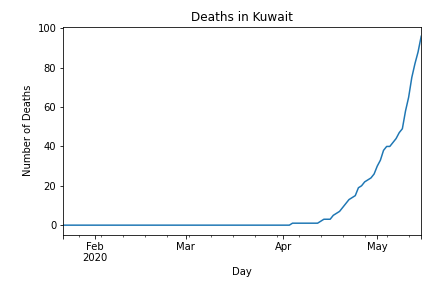 Deaths in Kuwait
100
80
60
40
20
0
Number of Deaths
Feb
2020
Mar
Apr
May
Day